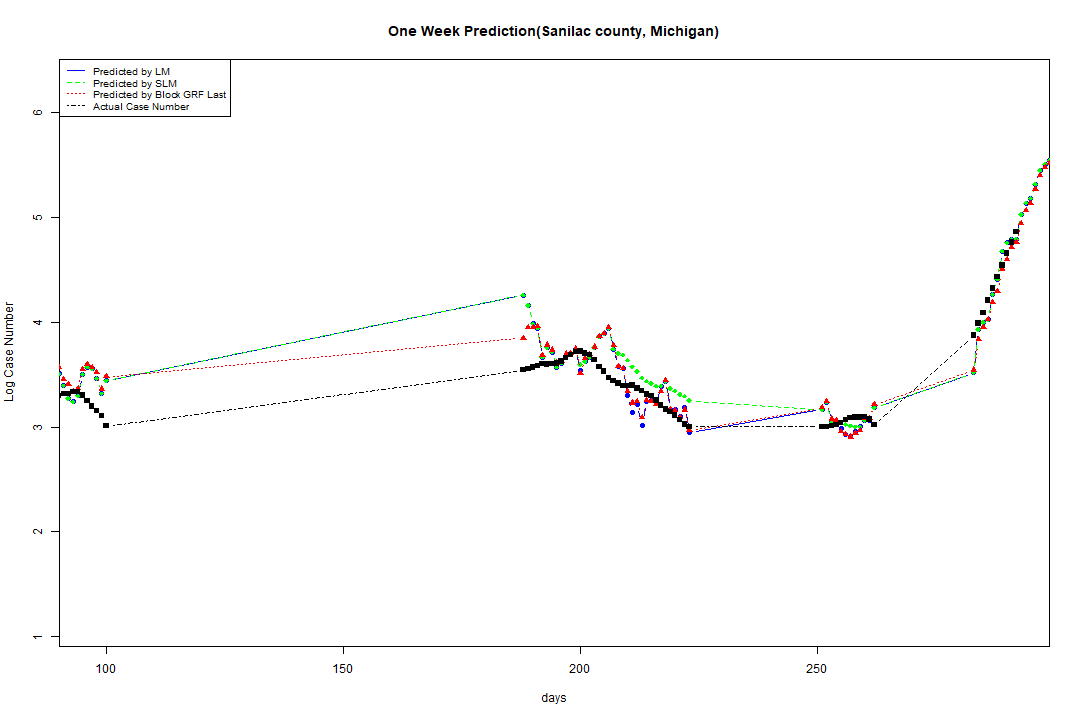 One Week Prediction(Sanilac county, Michigan)
Predicted by LM
Predicted by SLM
Predicted by Block GRF Last
Actual Case Number
Log Case Number
6
5
4
3
2
1
100 150 200 250
days